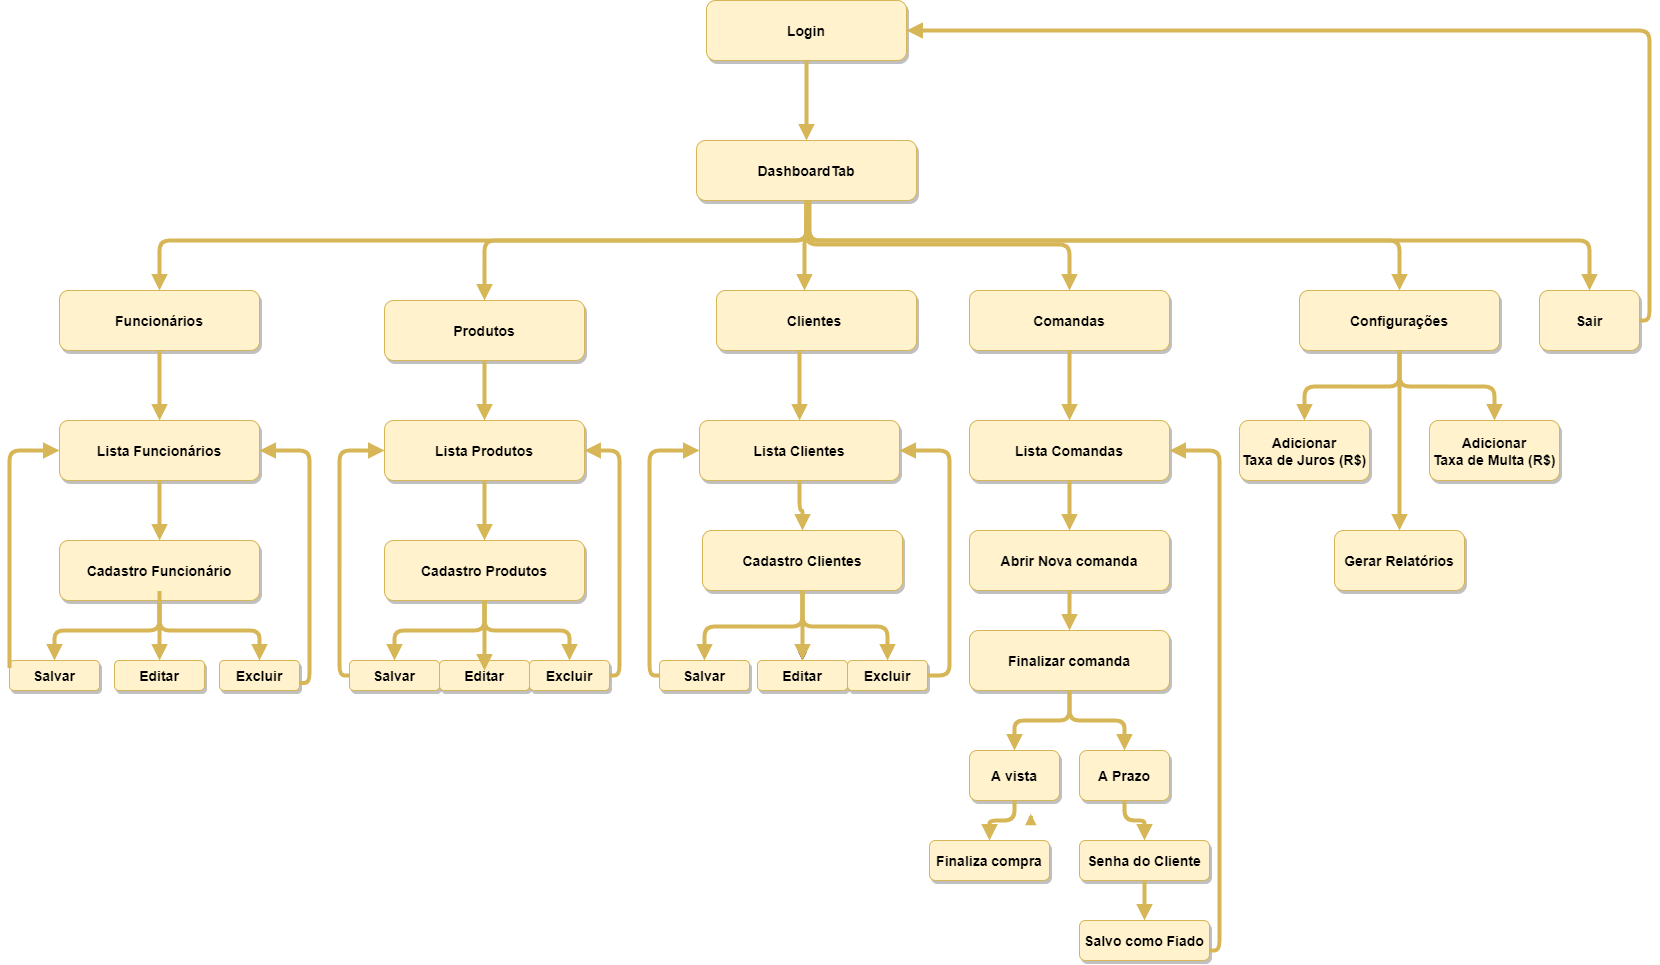 Login
DashboardTab
Funcionários
Produtos
Clientes
Comandas
Configurações
Sair
Lista Funcionários
Lista Produtos
Lista Clientes
Lista Comandas
Adicionar
Taxa de Juros (R$)
Adicionar
Taxa de Multa (R$)
Cadastro Funcionário
Cadastro Produtos
Cadastro Clientes
Abrir Nova comanda
Gerar Relatórios
Salvar
Editar
Excluir
Salvar
Editar
Excluir
Salvar
Editar
Excluir
Finalizar comanda
A vista
A Prazo
Finaliza compra
Senha do Cliente
Salvo como Fiado